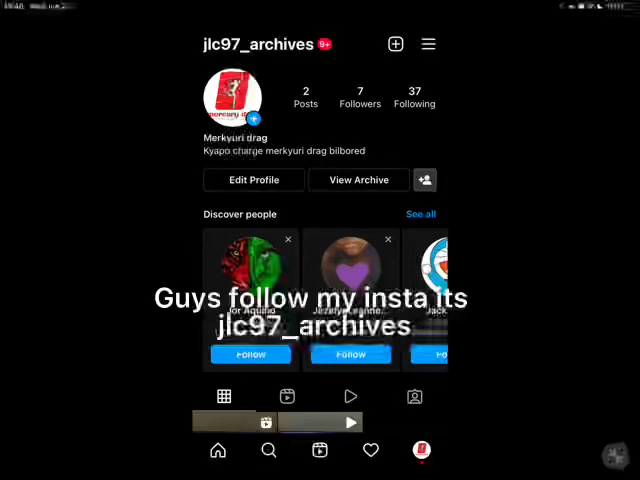 jlc97_archives 9+
2 7 37
Posts Followers Following
Merkyuri drag
Kyapo charge merkyuri drag bilbored
Edit Profile View Archive
Discover people See all
Guys follow my insta its
jlc97_archives
Follow Follow